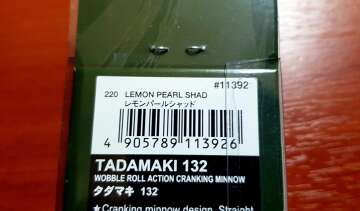 #11392
220 LEMON PEARL SHAD
レモンパールシャッド
4 905789 113926
TADAMAKI 132
WOBBLE ROLL ACTION CRANKING MINNOW
タダマキ 132
★Cranking minnow design. Straight